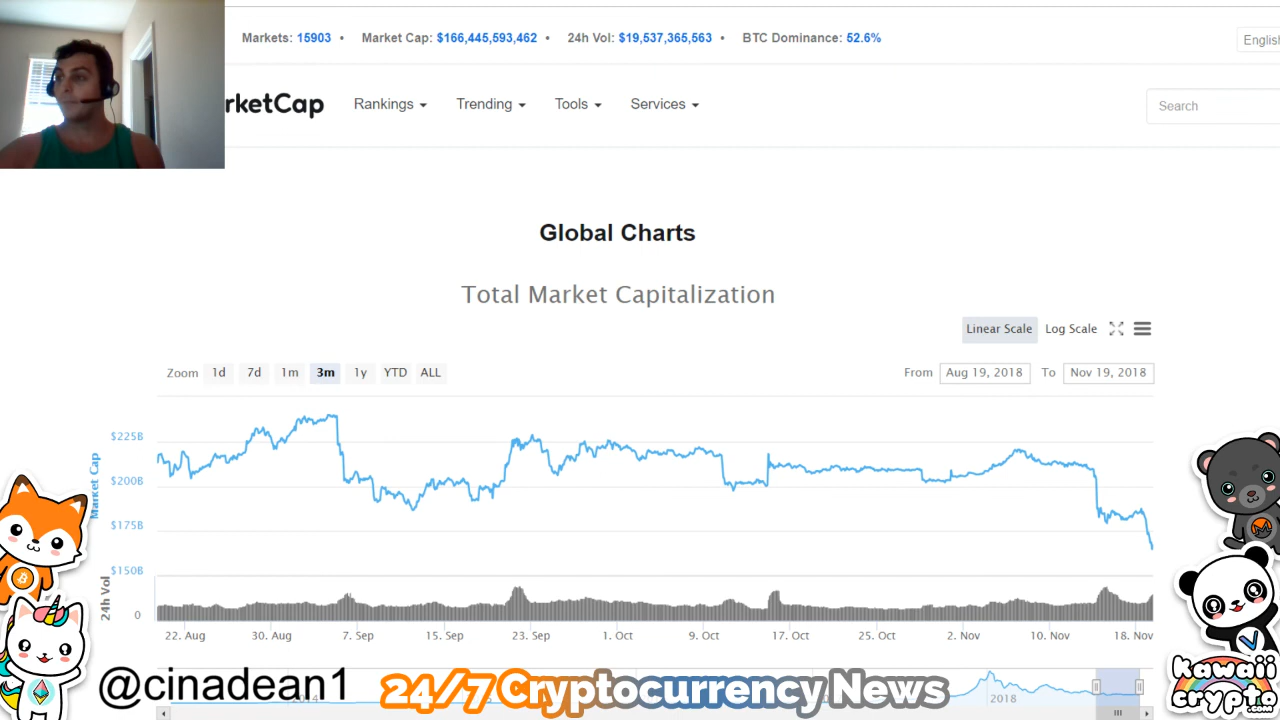 Markets: 15903 • Market Cap: $166,445,593,462 • 24h Vol: $19,537,365,563 • BTC Dominance: 52.6%
English
rketCap Rankings Trending Tools Services
Search
Global Charts
Total Market Capitalization
Linear Scale Log Scale
Zoom 1d 7d 1m 3m 1y YTD ALL From Aug 19, 2018 To Nov 19, 2018
Market Cap
$225B
$200B
$175B
$150B
24h Vol
0
22. Aug 30. Aug 7. Sep 15. Sep 23. Sep 1. Oct 9. Oct 17. Oct 25. Oct 2. Nov 10. Nov 18. Nov
2014 2018
@cinadean1
24/7 Cryptocurrency News
kawaii
crypto
.com